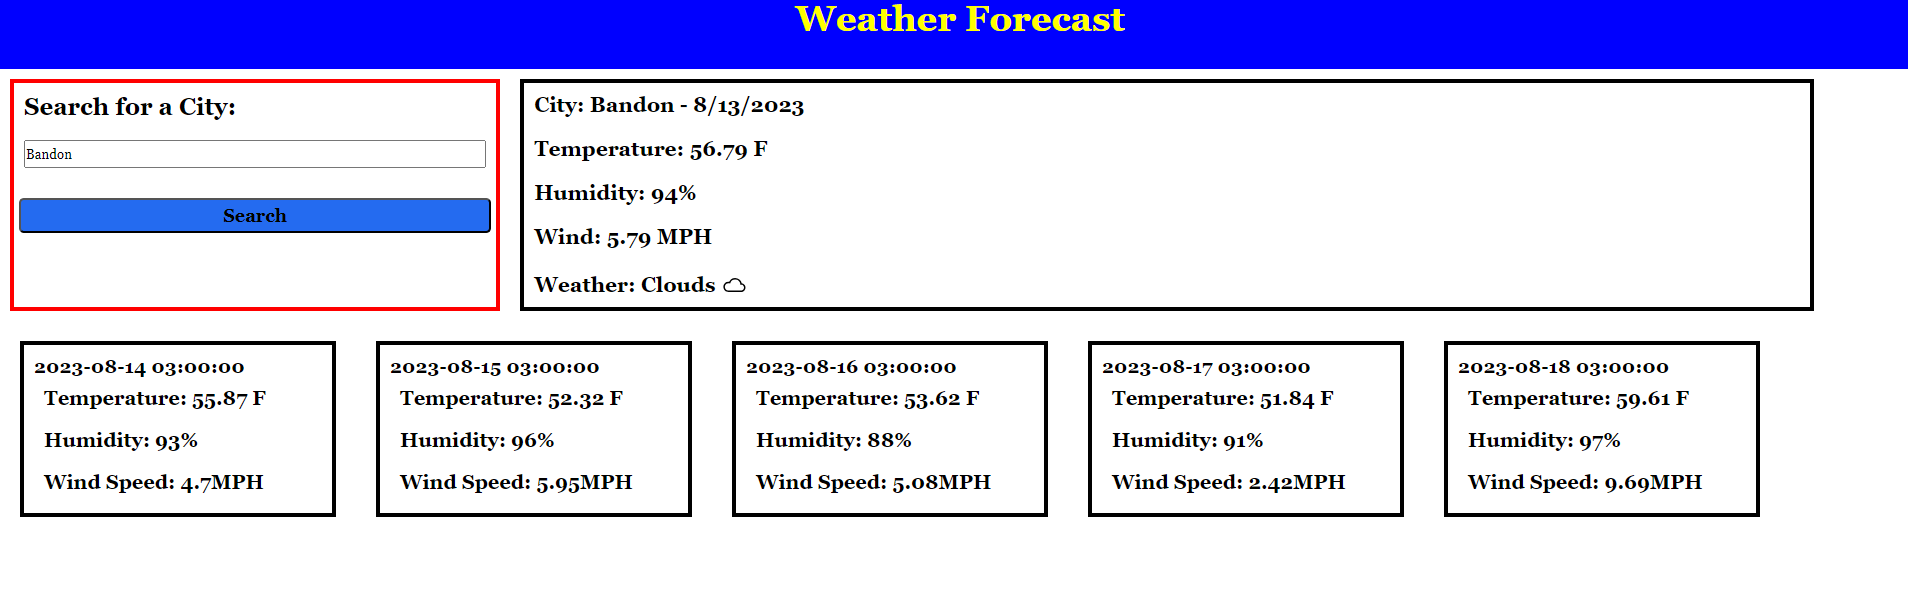 Weather Forecast
Search for a City:
Bandon
Search
City: Bandon - 8/13/2023
Temperature: 56.79 F
Humidity: 94%
Wind: 5.79 MPH
Weather: Clouds
2023-08-14 03:00:00
Temperature: 55.87 F
Humidity: 93%
Wind Speed: 4.7MPH
2023-08-15 03:00:00
Temperature: 52.32 F
Humidity: 96%
Wind Speed: 5.95MPH
2023-08-16 03:00:00
Temperature: 53.62 F
Humidity: 88%
Wind Speed: 5.08MPH
2023-08-17 03:00:00
Temperature: 51.84 F
Humidity: 91%
Wind Speed: 2.42MPH
2023-08-18 03:00:00
Temperature: 59.61 F
Humidity: 97%
Wind Speed: 9.69MPH